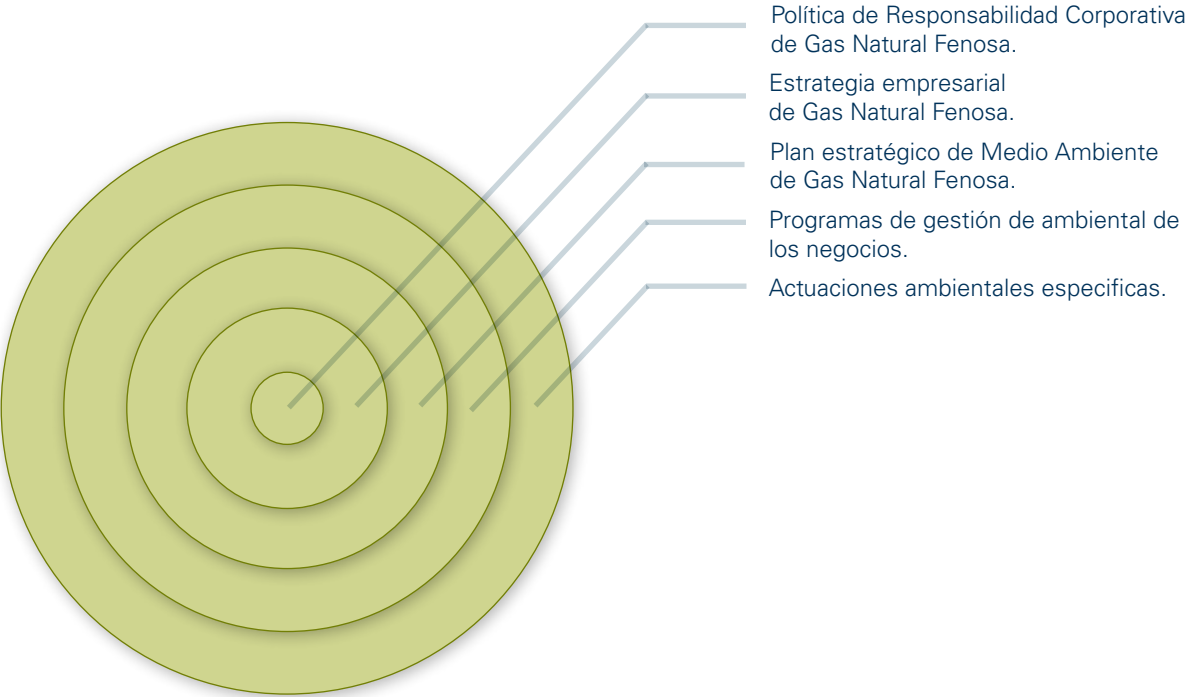 Política de Responsabilidad Corporativa
de Gas Natural Fenosa.
Estrategia empresarial
de Gas Natural Fenosa.
Plan estratégico de Medio Ambiente
de Gas Natural Fenosa.
Programas de gestión de ambiental de
los negocios.
Actuaciones ambientales especificas.